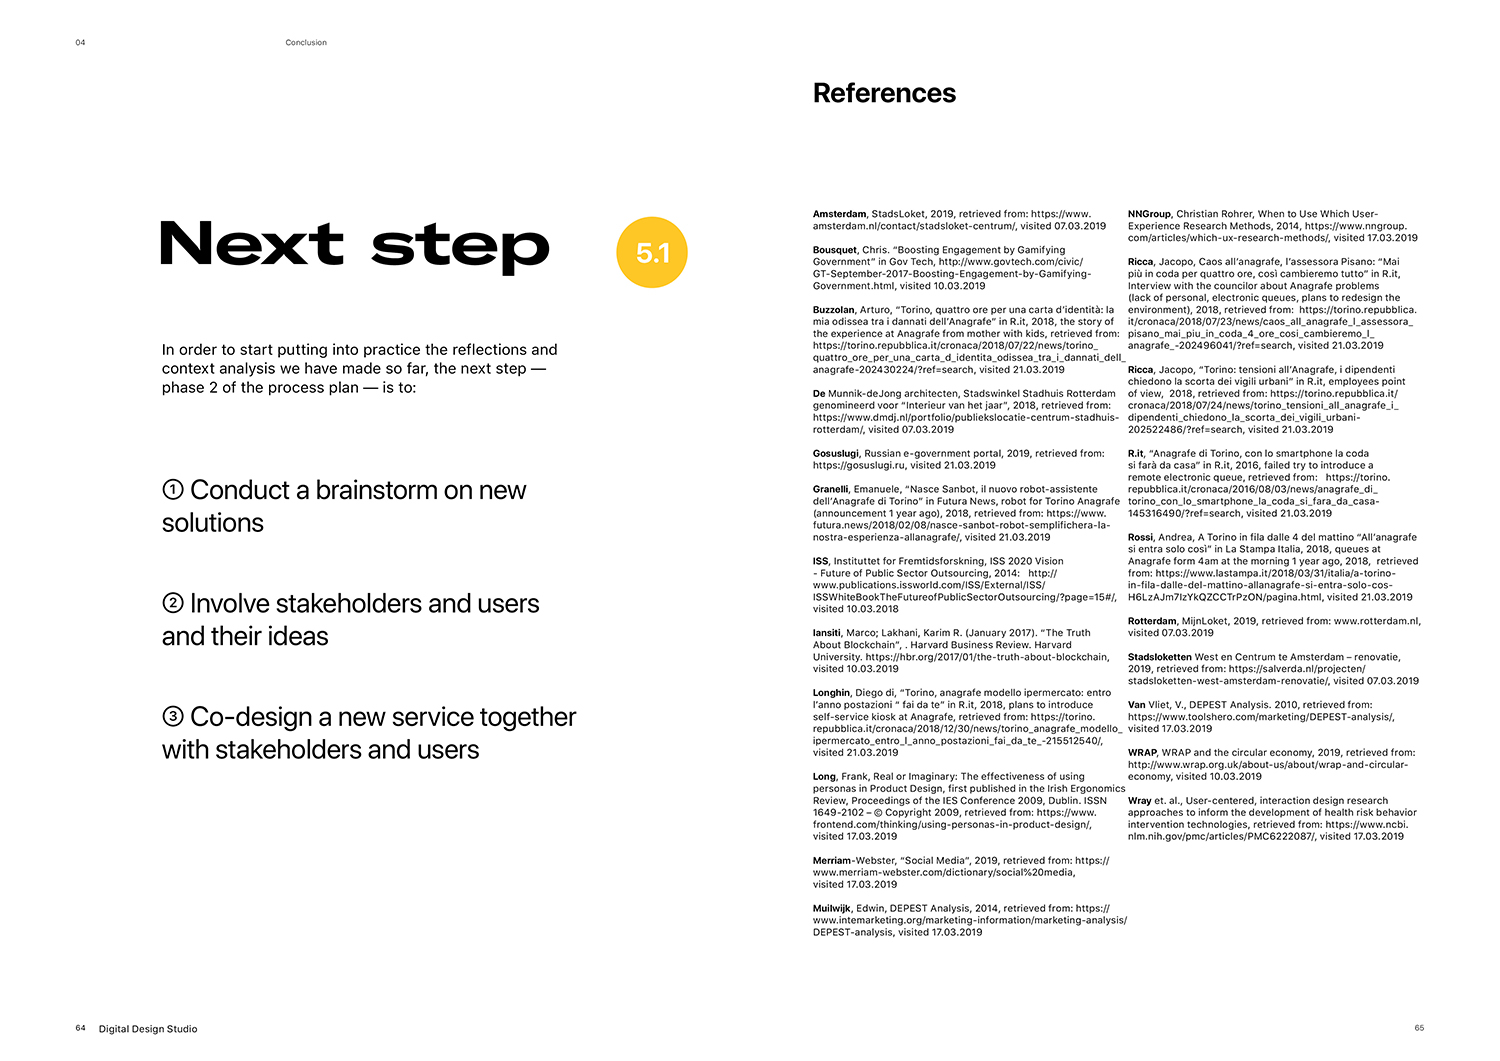 04
Conclusion
Next step
5.1
In order to start putting into practice the reflections and
context analysis we have made so far, the next step —
phase 2 of the process plan — is to:
① Conduct a brainstorm on new
solutions
② Involve stakeholders and users
and their ideas
③ Co-design a new service together
with stakeholders and users
64 Digital Design Studio
References
Amsterdam, StadsLoket, 2019, retrieved from: https://www.
amsterdam.nl/contact/stadsloket-centrum/, visited 07.03.2019
Bousquet, Chris. “Boosting Engagement by Gamifying
Government” in Gov Tech, http://www.govtech.com/civic/
GT-September-2017-Boosting-Engagement-by-Gamifying-
Government.html, visited 10.03.2019
Buzzolan, Arturo, “Torino, quattro ore per una carta d’identità: la
mia odissea tra i dannati dell’Anagrafe” in R.it, 2018, the story of
the experience at Anagrafe from mother with kids, retrieved from:
https://torino.repubblica.it/cronaca/2018/07/22/news/torino_
quattro_ore_per_una_carta_d_identita_odissea_tra_i_dannati_dell_
anagrafe-202430224/?ref=search, visited 21.03.2019
De Munnik-deJong architecten, Stadswinkel Stadhuis Rotterdam
genomineerd voor “Interieur van het jaar”, 2018, retrieved from:
https://www.dmdj.nl/portfolio/publiekslocatie-centrum-stadhuis-
rotterdam/, visited 07.03.2019
Gosuslugi, Russian e-government portal, 2019, retrieved from:
https://gosuslugi.ru, visited 21.03.2019
Granelli, Emanuele, “Nasce Sanbot, il nuovo robot-assistente
dell’Anagrafe di Torino” in Futura News, robot for Torino Anagrafe
(announcement 1 year ago), 2018, retrieved from: https://www.
futura.news/2018/02/08/nasce-sanbot-robot-semplifichera-la-
nostra-esperienza-allanagrafe/, visited 21.03.2019
ISS, Instituttet for Fremtidsforskning, ISS 2020 Vision
- Future of Public Sector Outsourcing, 2014: http://
www.publications.issworld.com/ISS/External/ISS/
ISSWhiteBookTheFutureofPublicSectorOutsourcing/?page=15#/,
visited 10.03.2018
Iansiti, Marco; Lakhani, Karim R. (January 2017). “The Truth
About Blockchain”, . Harvard Business Review. Harvard
University. https://hbr.org/2017/01/the-truth-about-blockchain,
visited 10.03.2019
Longhin, Diego di, “Torino, anagrafe modello ipermercato: entro
l’anno postazioni “ fai da te” in R.it, 2018, plans to introduce
self-service kiosk at Anagrafe, retrieved from: https://torino.
repubblica.it/cronaca/2018/12/30/news/torino_anagrafe_modello_
ipermercato_entro_l_anno_postazioni_fai_da_te_-215512540/,
visited 21.03.2019
Long, Frank, Real or Imaginary: The effectiveness of using
personas in Product Design, first published in the Irish Ergonomics
Review, Proceedings of the IES Conference 2009, Dublin. ISSN
1649-2102 – © Copyright 2009, retrieved from: https://www.
frontend.com/thinking/using-personas-in-product-design/,
visited 17.03.2019
Merriam-Webster, “Social Media”, 2019, retrieved from: https://
www.merriam-webster.com/dictionary/social%20media,
visited 17.03.2019
Muilwijk, Edwin, DEPEST Analysis, 2014, retrieved from: https://
www.intemarketing.org/marketing-information/marketing-analysis/
DEPEST-analysis, visited 17.03.2019
NNGroup, Christian Rohrer, When to Use Which User-
Experience Research Methods, 2014, https://www.nngroup.
com/articles/which-ux-research-methods/, visited 17.03.2019
Ricca, Jacopo, Caos all’anagrafe, l’assessora Pisano: “Mai
più in coda per quattro ore, così cambieremo tutto” in R.it,
Interview with the councilor about Anagrafe problems
(lack of personal, electronic queues, plans to redesign the
environment), 2018, retrieved from: https://torino.repubblica.
it/cronaca/2018/07/23/news/caos_all_anagrafe_l_assessora_
pisano_mai_piu_in_coda_4_ore_cosi_cambieremo_l_
anagrafe_-202496041/?ref=search, visited 21.03.2019
Ricca, Jacopo, “Torino: tensioni all’Anagrafe, i dipendenti
chiedono la scorta dei vigili urbani” in R.it, employees point
of view, 2018, retrieved from: https://torino.repubblica.it/
cronaca/2018/07/24/news/torino_tensioni_all_anagrafe_i_
dipendenti_chiedono_la_scorta_dei_vigili_urbani-
202522486/?ref=search, visited 21.03.2019
R.it, “Anagrafe di Torino, con lo smartphone la coda
si farà da casa” in R.it, 2016, failed try to introduce a
remote electronic queue, retrieved from: https://torino.
repubblica.it/cronaca/2016/08/03/news/anagrafe_di_
torino_con_lo_smartphone_la_coda_si_fara_da_casa-
145316490/?ref=search, visited 21.03.2019
Rossi, Andrea, A Torino in fila dalle 4 del mattino “All’anagrafe
si entra solo così” in La Stampa Italia, 2018, queues at
Anagrafe form 4am at the morning 1 year ago, 2018, retrieved
from: https://www.lastampa.it/2018/03/31/italia/a-torino-
in-fila-dalle-del-mattino-allanagrafe-si-entra-solo-cos-
H6LzAJm7IzYkQZCCTrPzON/pagina.html, visited 21.03.2019
Rotterdam, MijnLoket, 2019, retrieved from: www.rotterdam.nl,
visited 07.03.2019
Stadsloketten West en Centrum te Amsterdam – renovatie,
2019, retrieved from: https://salverda.nl/projecten/
stadsloketten-west-amsterdam-renovatie/, visited 07.03.2019
Van Vliet, V., DEPEST Analysis. 2010, retrieved from:
https://www.toolshero.com/marketing/DEPEST-analysis/,
visited 17.03.2019
WRAP, WRAP and the circular economy, 2019, retrieved from:
http://www.wrap.org.uk/about-us/about/wrap-and-circular-
economy, visited 10.03.2019
Wray et. al., User-centered, interaction design research
approaches to inform the development of health risk behavior
intervention technologies, retrieved from: https://www.ncbi.
nlm.nih.gov/pmc/articles/PMC6222087/, visited 17.03.2019
65